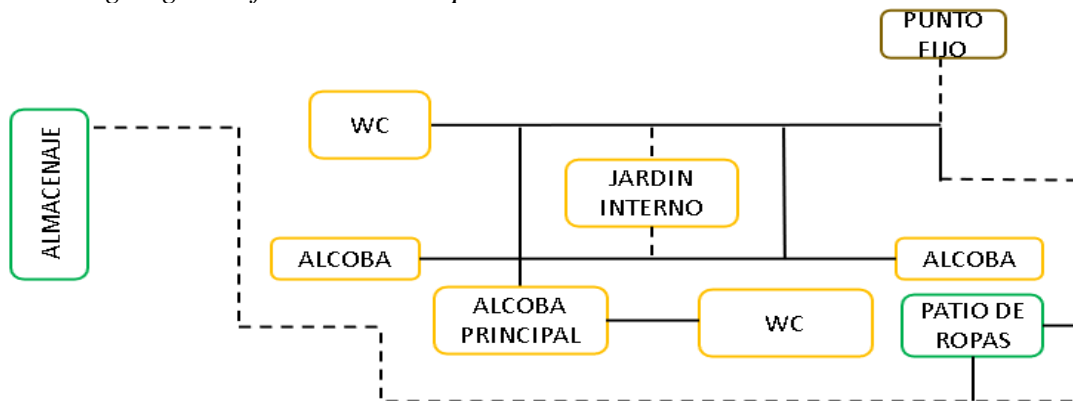 PUNTO
FIJO
WC
ALMACENAJE
JARDIN
INTERNO
ALCOBA
ALCOBA
ALCOBA
PRINCIPAL
WC
PATIO DE
ROPAS